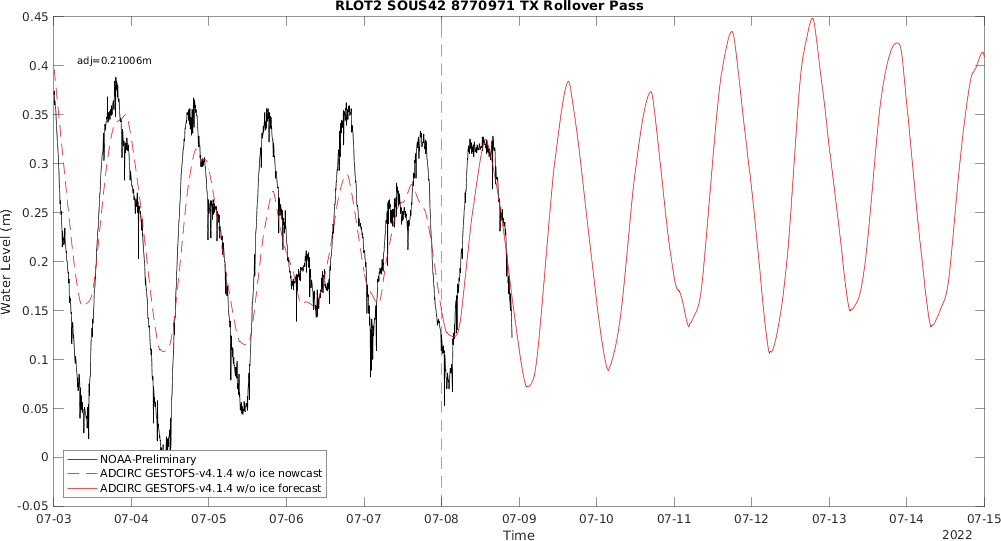 RLOT2 SOUS42 8770971 TX Rollover Pass
adj=0.21006m
Water Level (m)
0.45
0.4
0.35
0.3
0.25
0.2
0.15
0.1
0.05
0
-0.05
NOAA-Preliminary
ADCIRC GESTOFS-v4.1.4 w/o ice nowcast
ADCIRC GESTOFS-v4.1.4 w/o ice forecast
07-03 07-04 07-05 07-06 07-07 07-08 07-09 07-10 07-11 07-12 07-13 07-14 07-15
Time
2022